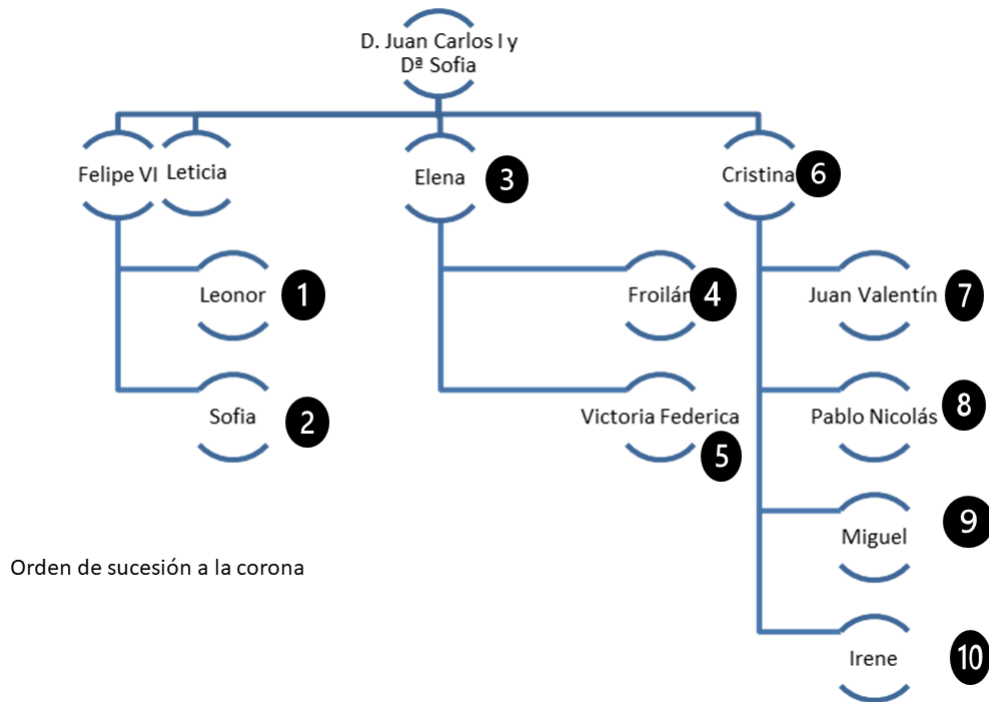 D. Juan Carlos I y
Dª Sofia
Felipe VI
Leticia
Elena
3
Cristina
6
Leonor
1
Froilán
4
Juan Valentín
7
Sofia
2
Victoria Federica
5
Pablo Nicolás
8
Miguel
9
Orden de sucesión a la corona
Irene
10